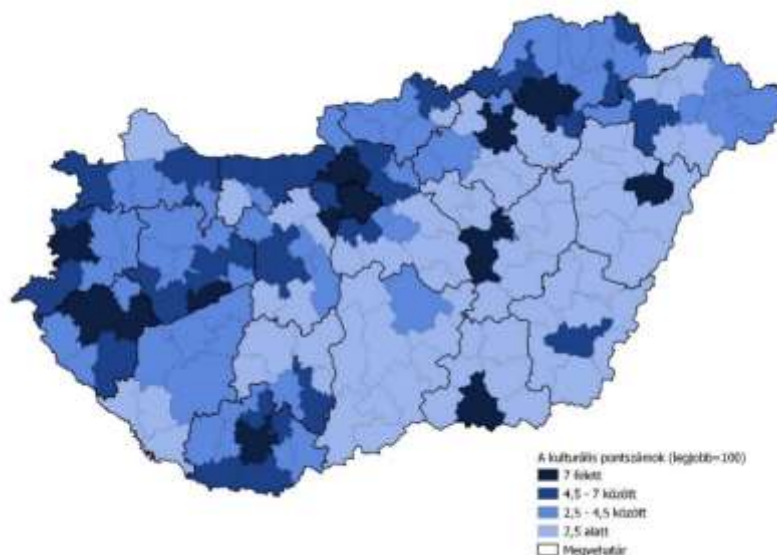 A kulturális pontszámok (legjobb=100)
7 felett
4,5 - 7 között
2,5 - 4,5 között
2,5 alatt
Megyehatár